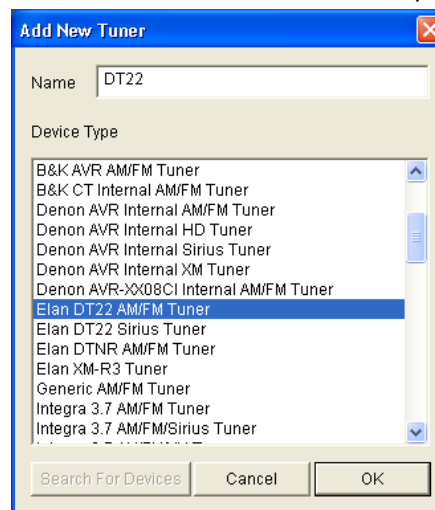 Add New Tuner
Name DT22
Device Type
B&K AVR AM/FM Tuner
B&K CT Internal AM/FM Tuner
Denon AVR Internal AM/FM Tuner
Denon AVR Internal HD Tuner
Denon AVR Internal Sirius Tuner
Denon AVR Internal XM Tuner
Denon AVR-XX08CI Internal AM/FM Tuner
Elan DT22 AM/FM Tuner
Elan DT22 Sirius Tuner
Elan DTNR AM/FM Tuner
Elan XM-R3 Tuner
Generic AM/FM Tuner
Integra 3.7 AM/FM Tuner
Integra 3.7 AM/FM/Sirius Tuner
Search For Devices Cancel OK